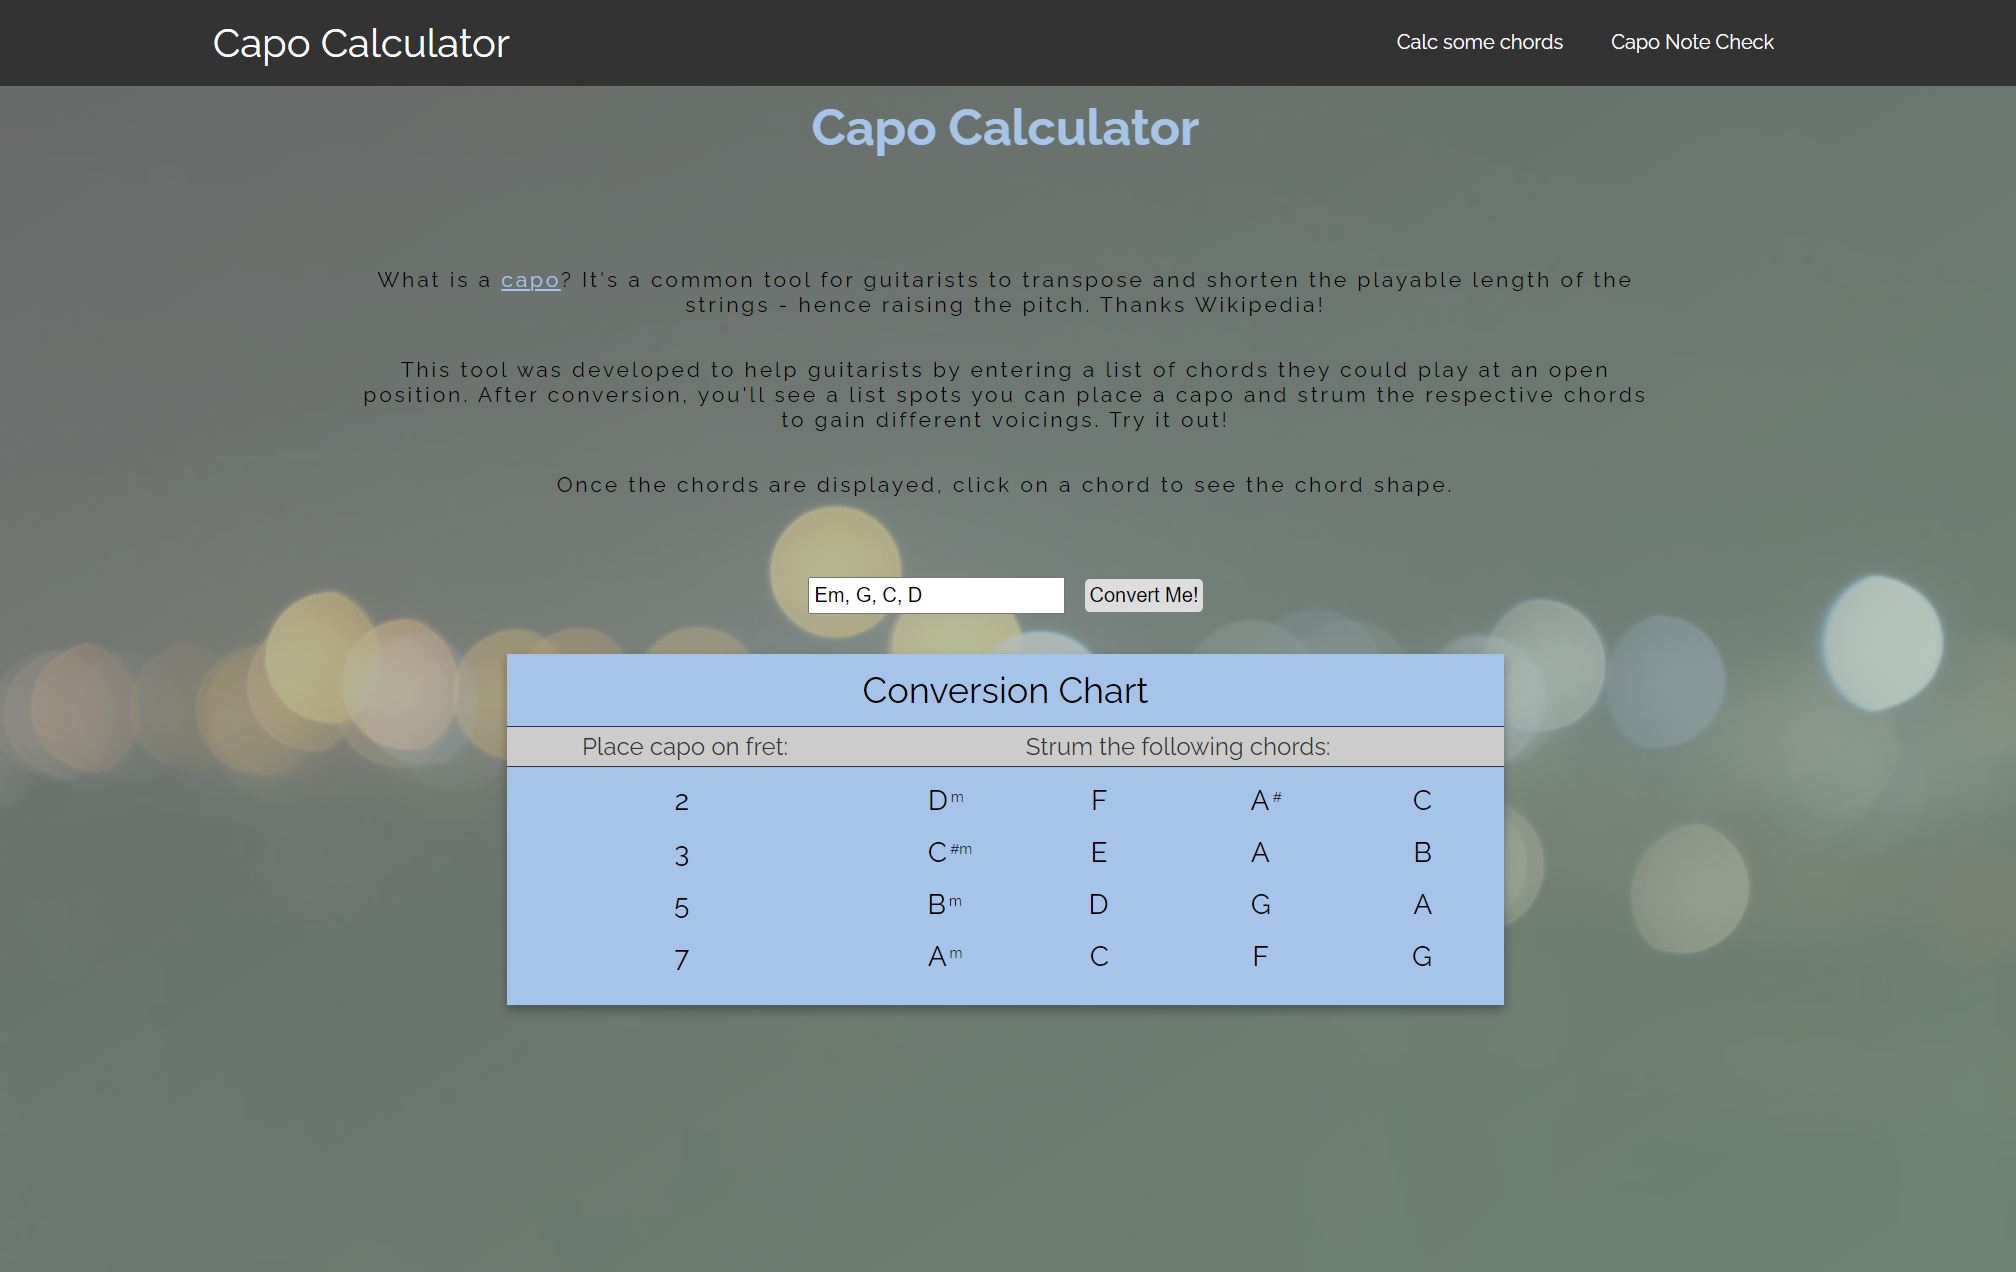 Capo Calculator
Calc some chords
Capo Note Check
Capo Calculator
What is a capo? It's a common tool for guitarists to transpose and shorten the playable length of the
strings - hence raising the pitch. Thanks Wikipedia!
This tool was developed to help guitarists by entering a list of chords they could play at an open
position. After conversion, you'll see a list spots you can place a capo and strum the respective chords
to gain different voicings. Try it out!
Once the chords are displayed, click on a chord to see the chord shape.
Em, G, C, D
Convert Me!
Conversion Chart
Place capo on fret: Strum the following chords:
2 Dm F A# C
3 C#m E A B
5 Bm D G A
7 Am C F G